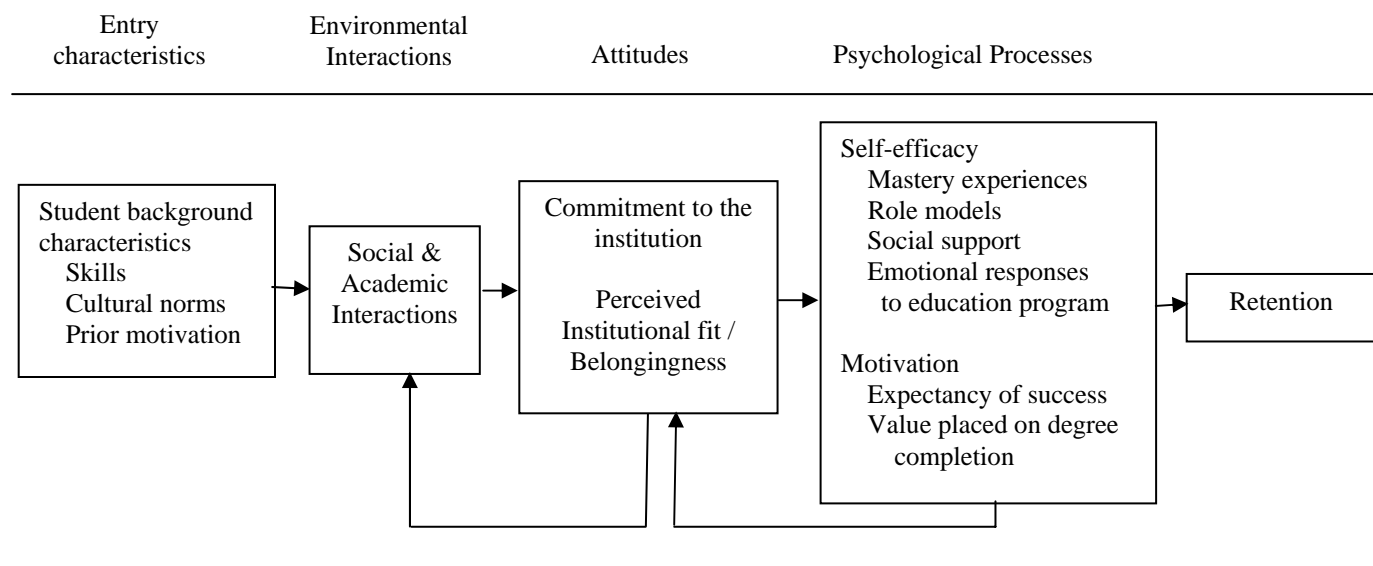 Entry
characteristics
Environmental
Interactions
Attitudes
Psychological Processes
Student background
characteristics
Skills
Cultural norms
Prior motivation
Social &
Academic
Interactions
Commitment to the
institution
Perceived
Institutional fit /
Belongingness
Self-efficacy
Mastery experiences
Role models
Social support
Emotional responses
to education program
Motivation
Expectancy of success
Value placed on degree
completion
Retention